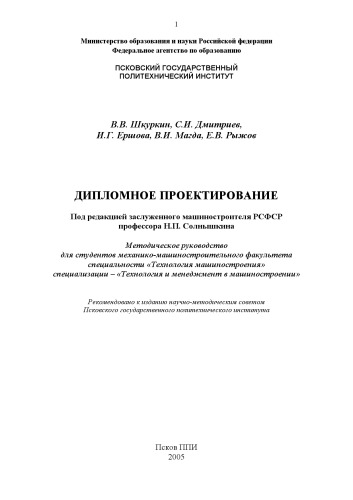 1
Министерство образования и науки Российской федерации
Федеральное агентство по образованию
ПСКОВСКИЙ ГОСУДАРСТВЕННЫЙ
ПОЛИТЕХНИЧЕСКИЙ ИНСТИТУТ
В.В. Шкуркин, С.И. Дмитриев,
И.Г. Ершова, В.И. Магда, Е.В. Рыжов
ДИПЛОМНОЕ ПРОЕКТИРОВАНИЕ
Под редакцией заслуженного машиностроителя РСФСР
профессора Н.П. Солнышкина
Методическое руководство
для студентов механико-машиностроительного факультета
специальности «Технология машиностроения»
специализации – «Технология и менеджмент в машиностроении»
Рекомендовано к изданию научно-методическим советом
Псковского государственного политехнического института
Псков ППИ
2005